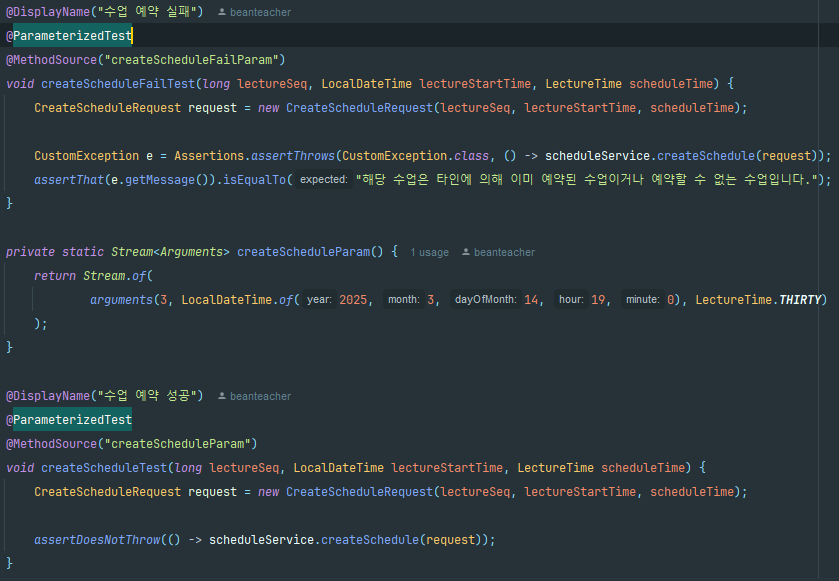 @DisplayName("수업 예약 실패") beanteacher
@ParameterizedTest
@MethodSource("createScheduleFailParam")
void createScheduleFailTest(long lectureSeq, LocalDateTime lectureStartTime, LectureTime scheduleTime) {
CreateScheduleRequest request = new CreateScheduleRequest(lectureSeq, lectureStartTime, scheduleTime);
CustomException e = Assertions.assertThrows(CustomException.class, () -> scheduleService.createSchedule(request));
assertThat(e.getMessage()).isEqualTo( expected: "해당 수업은 타인에 의해 이미 예약된 수업이거나 예약할 수 없는 수업입니다.");
}
private static Stream<Arguments> createScheduleParam() { 1 usage beanteacher
return Stream.of(
arguments(3, LocalDateTime.of( year: 2025, month: 3, dayOfMonth: 14, hour: 19, minute: 0), LectureTime.THIRTY)
);
}
@DisplayName("수업 예약 성공") beanteacher
@ParameterizedTest
@MethodSource("createScheduleParam")
void createScheduleTest(long lectureSeq, LocalDateTime lectureStartTime, LectureTime scheduleTime) {
CreateScheduleRequest request = new CreateScheduleRequest(lectureSeq, lectureStartTime, scheduleTime);
assertDoesNotThrow(() -> scheduleService.createSchedule(request));
}